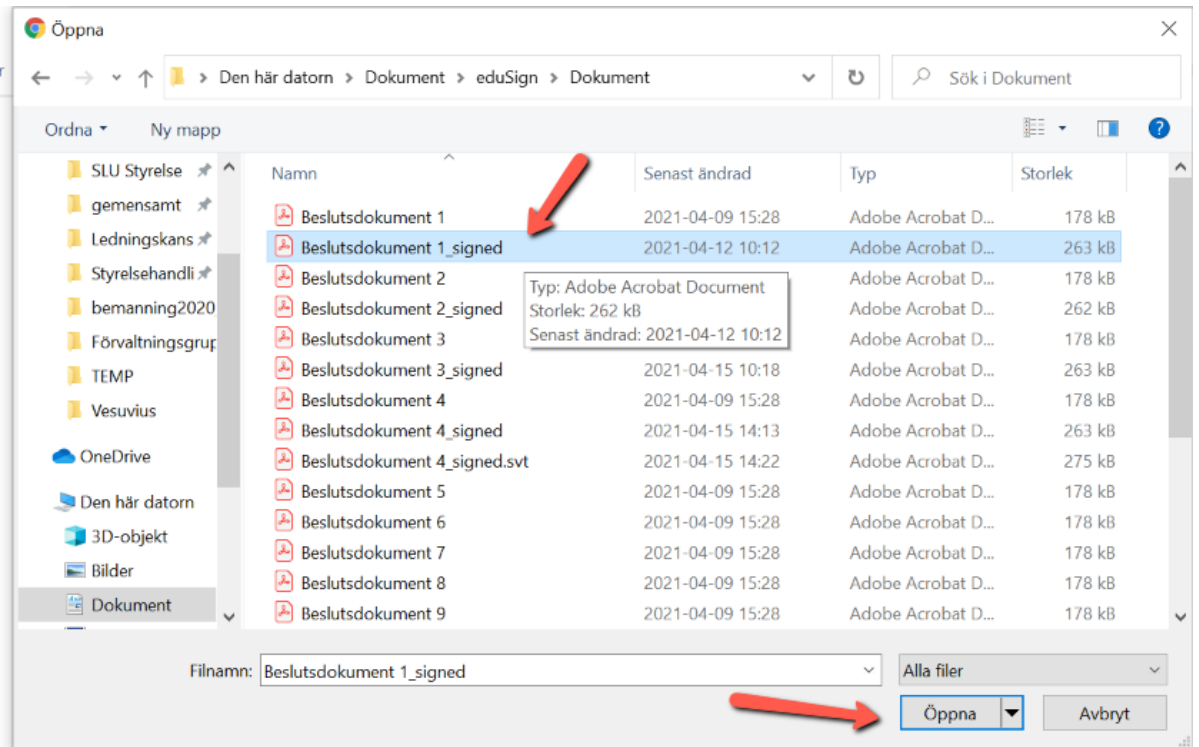 Öppna
Den här datorn > Dokument > eduSign > Dokument
Sök i Dokument
Ordna
Ny mapp
SLU Styrelse
gemensamt
Ledningskans
Styrelsehandli
bemanning2020
Förvaltningsgrup
TEMP
Vesuvius
OneDrive
Den här datorn
3D-objekt
Bilder
Dokument
Namn Senast ändrad Typ Storlek
Beslutsdokument 1 2021-04-09 15:28 Adobe Acrobat D... 178 kB
Beslutsdokument 1_signed 2021-04-12 10:12 Adobe Acrobat D... 263 kB
Beslutsdokument 2 Adobe Acrobat D... 178 kB
Beslutsdokument 2_signed Adobe Acrobat D... 262 kB
Beslutsdokument 3 Adobe Acrobat D... 178 kB
Beslutsdokument 3_signed 2021-04-15 10:18 Adobe Acrobat D... 263 kB
Beslutsdokument 4 2021-04-09 15:28 Adobe Acrobat D... 178 kB
Beslutsdokument 4_signed 2021-04-15 14:13 Adobe Acrobat D... 263 kB
Beslutsdokument 4_signed.svt 2021-04-15 14:22 Adobe Acrobat D... 275 kB
Beslutsdokument 5 2021-04-09 15:28 Adobe Acrobat D... 178 kB
Beslutsdokument 6 2021-04-09 15:28 Adobe Acrobat D... 178 kB
Beslutsdokument 7 2021-04-09 15:28 Adobe Acrobat D... 178 kB
Beslutsdokument 8 2021-04-09 15:28 Adobe Acrobat D... 178 kB
Beslutsdokument 9 2021-04-09 15:28 Adobe Acrobat D... 178 kB
Typ: Adobe Acrobat Document
Storlek: 262 kB
Senast ändrad: 2021-04-12 10:12
Filnamn: Beslutsdokument 1_signed
Alla filer
Öppna
Avbryt